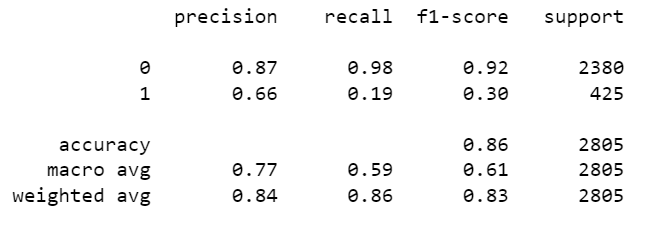 precision recall f1-score support
0 0.87 0.98 0.92 2380
1 0.66 0.19 0.30 425
accuracy 0.86 2805
macro avg 0.77 0.59 0.61 2805
weighted avg 0.84 0.86 0.83 2805